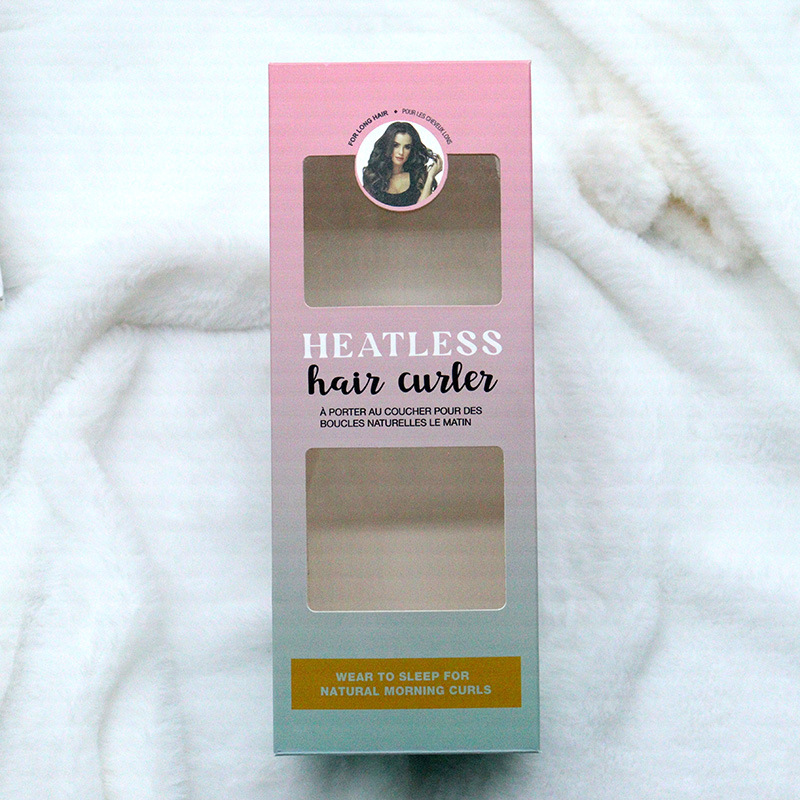 FOR LONG HAIR • POUR LES CHEVEUX LONG
HEATLESS
hair curler
À PORTER AU COUCHER POUR DES
BOUCLES NATURELLES LE MATIN
WEAR TO SLEEP FOR
NATURAL MORNING CURLS